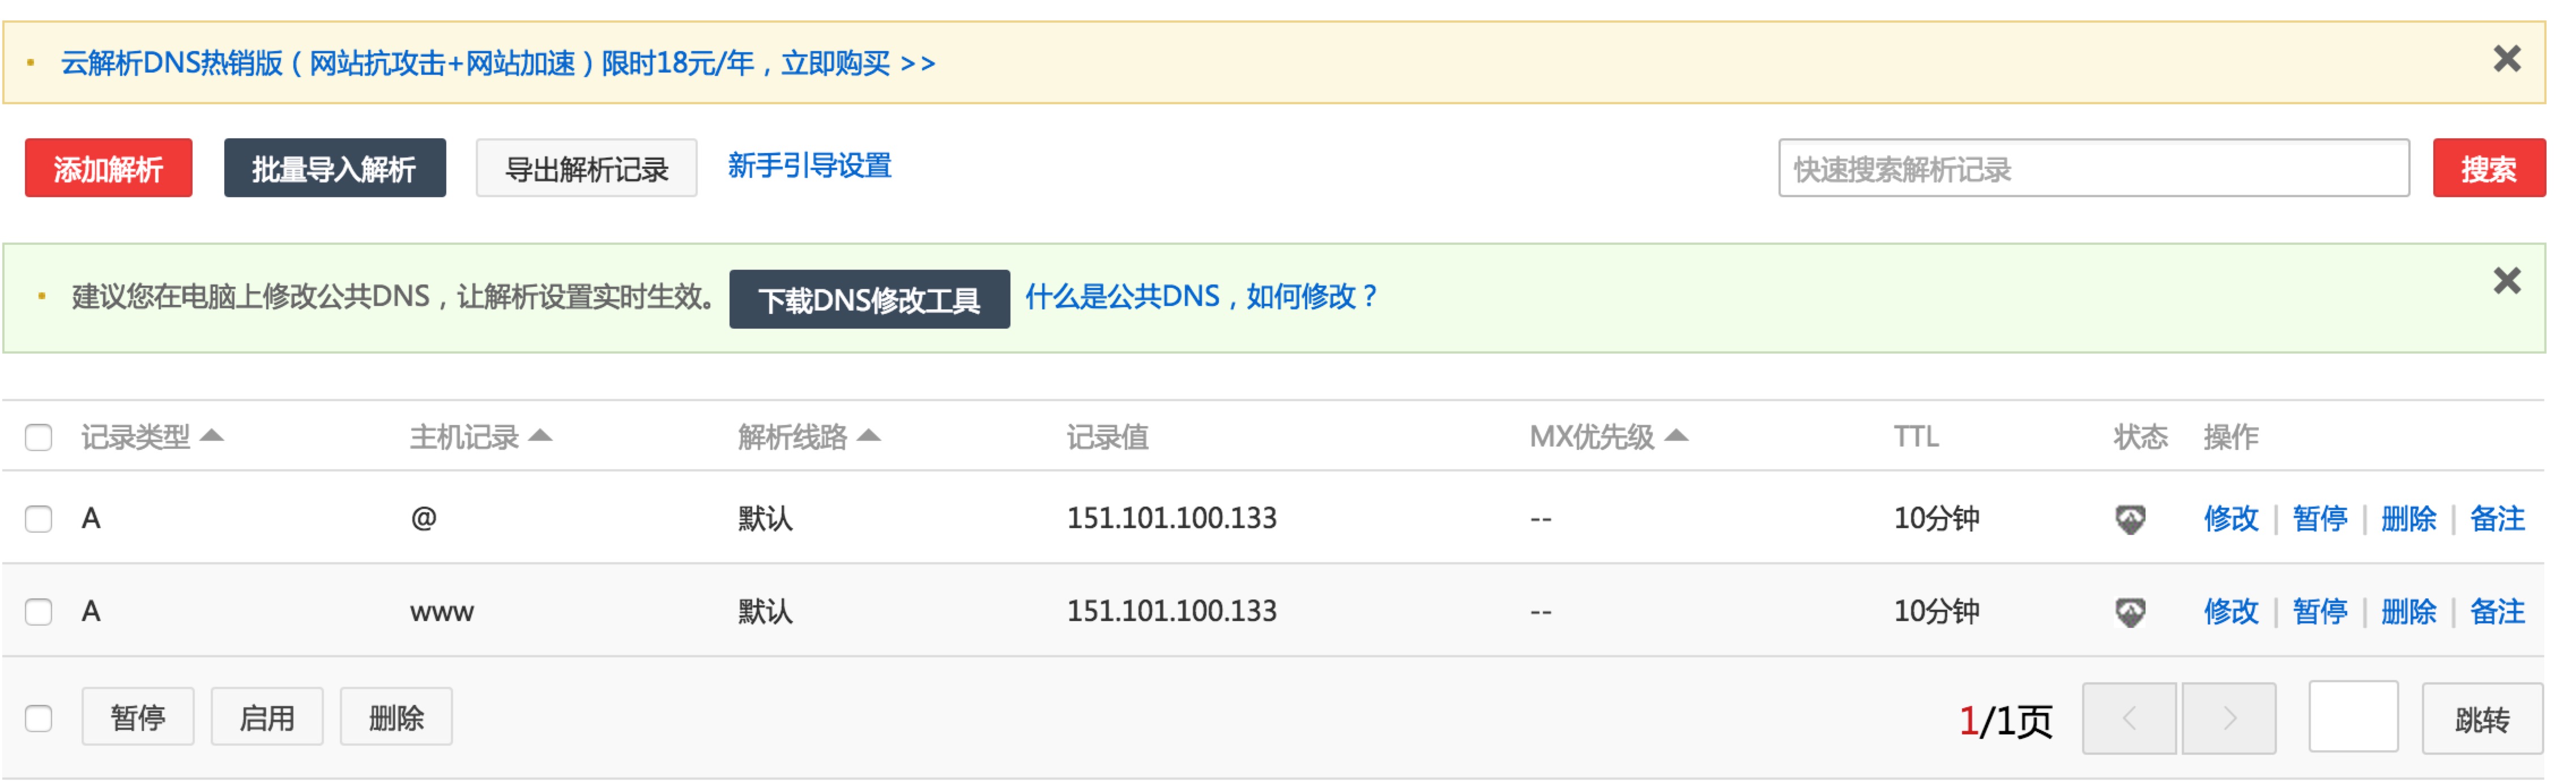 云解析DNS热销版（网站抗攻击+网站加速）限时18元/年，立即购买 >>
添加解析 批量导入解析 导出解析记录 新手引导设置 快速搜索解析记录 搜索
建议您在电脑上修改公共DNS，让解析设置实时生效。 下载DNS修改工具 什么是公共DNS，如何修改？
记录类型 主机记录 解析线路 记录值 MX优先级 TTL 状态 操作
A @ 默认 151.101.100.133 -- 10分钟 修改 | 暂停 | 删除 | 备注
A www 默认 151.101.100.133 -- 10分钟 修改 | 暂停 | 删除 | 备注
暂停 启用 删除 1/1页 < > 跳转